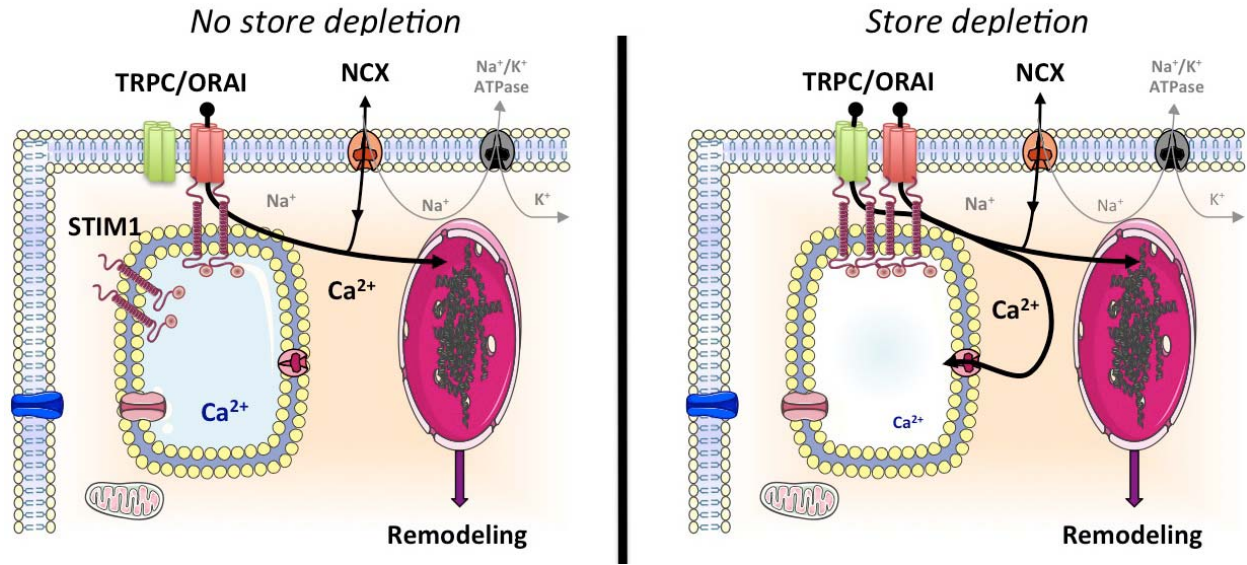 No store depletion
TRPC/ORAI
NCX
Na⁺/K⁺
ATPase
Na⁺
Na⁺
K⁺
STIM1
Ca²⁺
Ca²⁺
Remodeling
Store depletion
TRPC/ORAI
NCX
Na⁺/K⁺
ATPase
Na⁺
Na⁺
K⁺
Ca²⁺
Ca²⁺
Remodeling